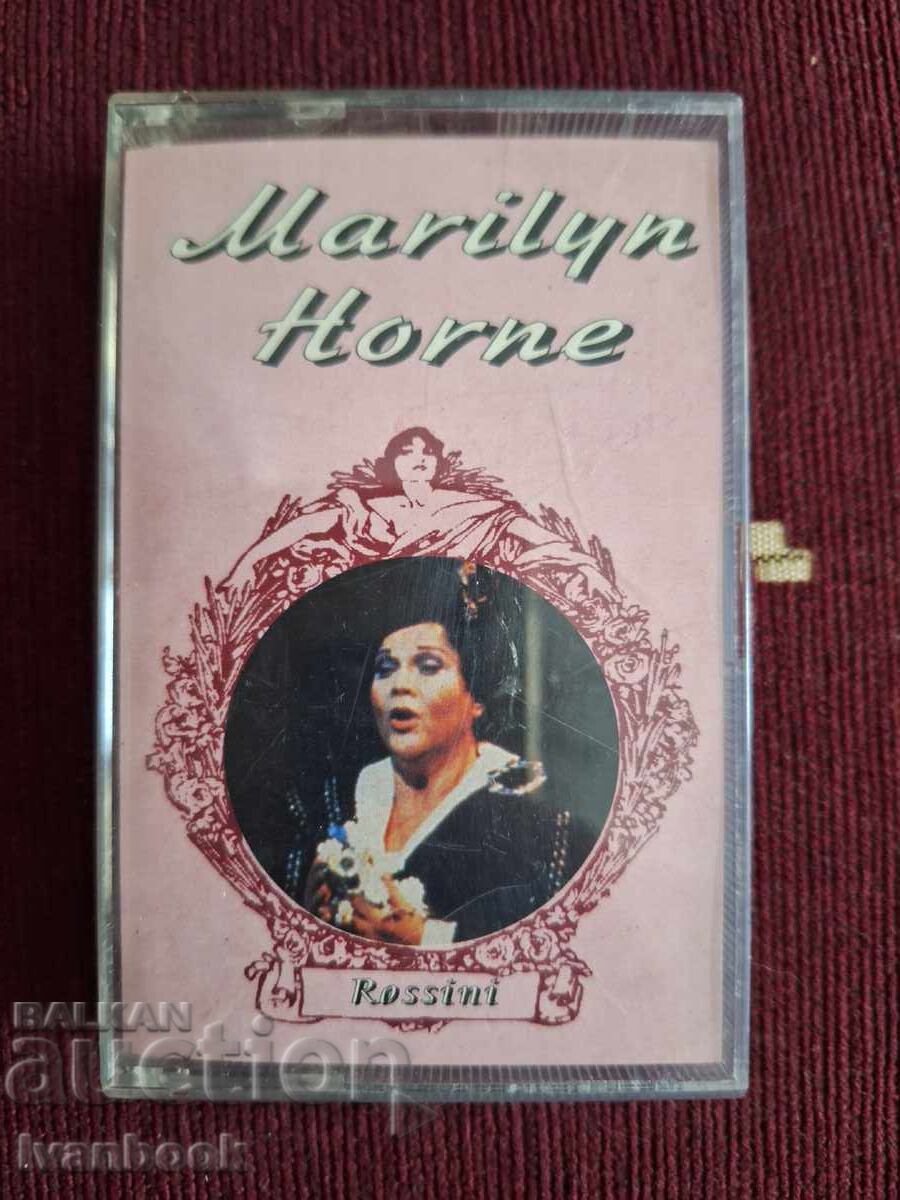 Marilyn
Horne
Rossini
BALKAN
auction
Ivanbook